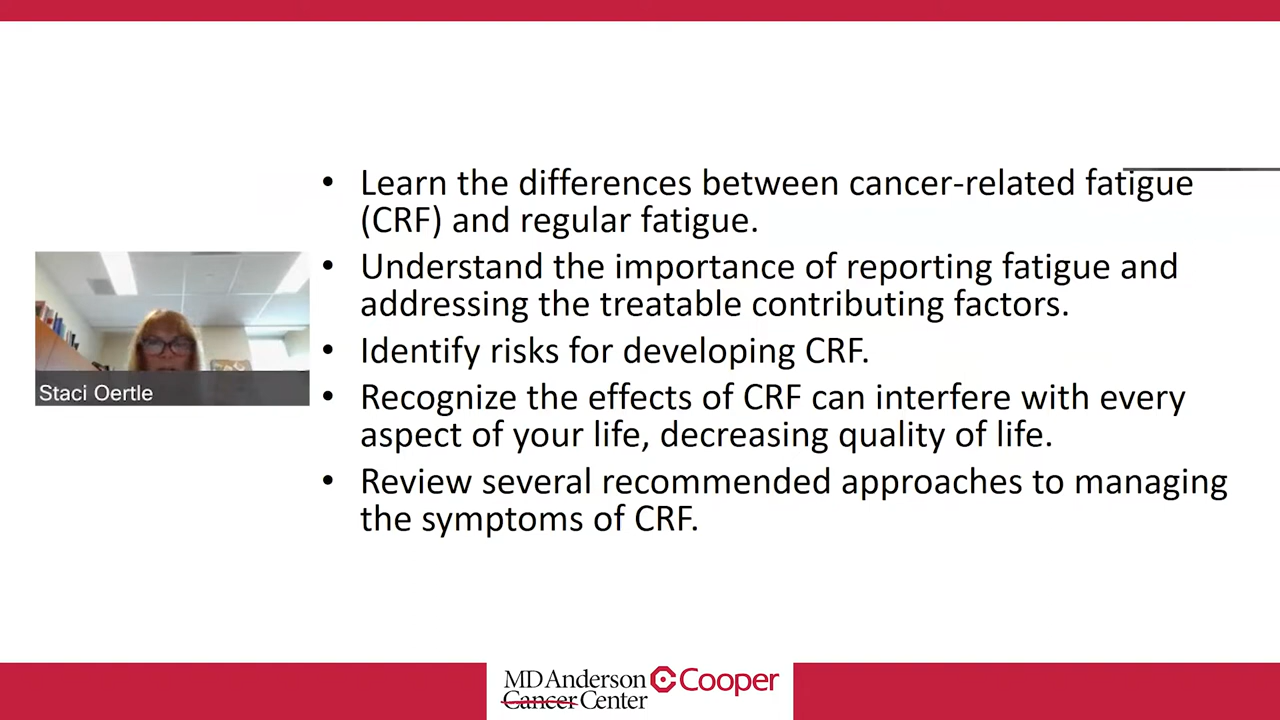 • Learn the differences between cancer-related fatigue
(CRF) and regular fatigue.
• Understand the importance of reporting fatigue and
addressing the treatable contributing factors.
• Identify risks for developing CRF.
• Recognize the effects of CRF can interfere with every
aspect of your life, decreasing quality of life.
• Review several recommended approaches to managing
the symptoms of CRF.
Staci Oertle
MD Anderson Cooper
Cancer Center